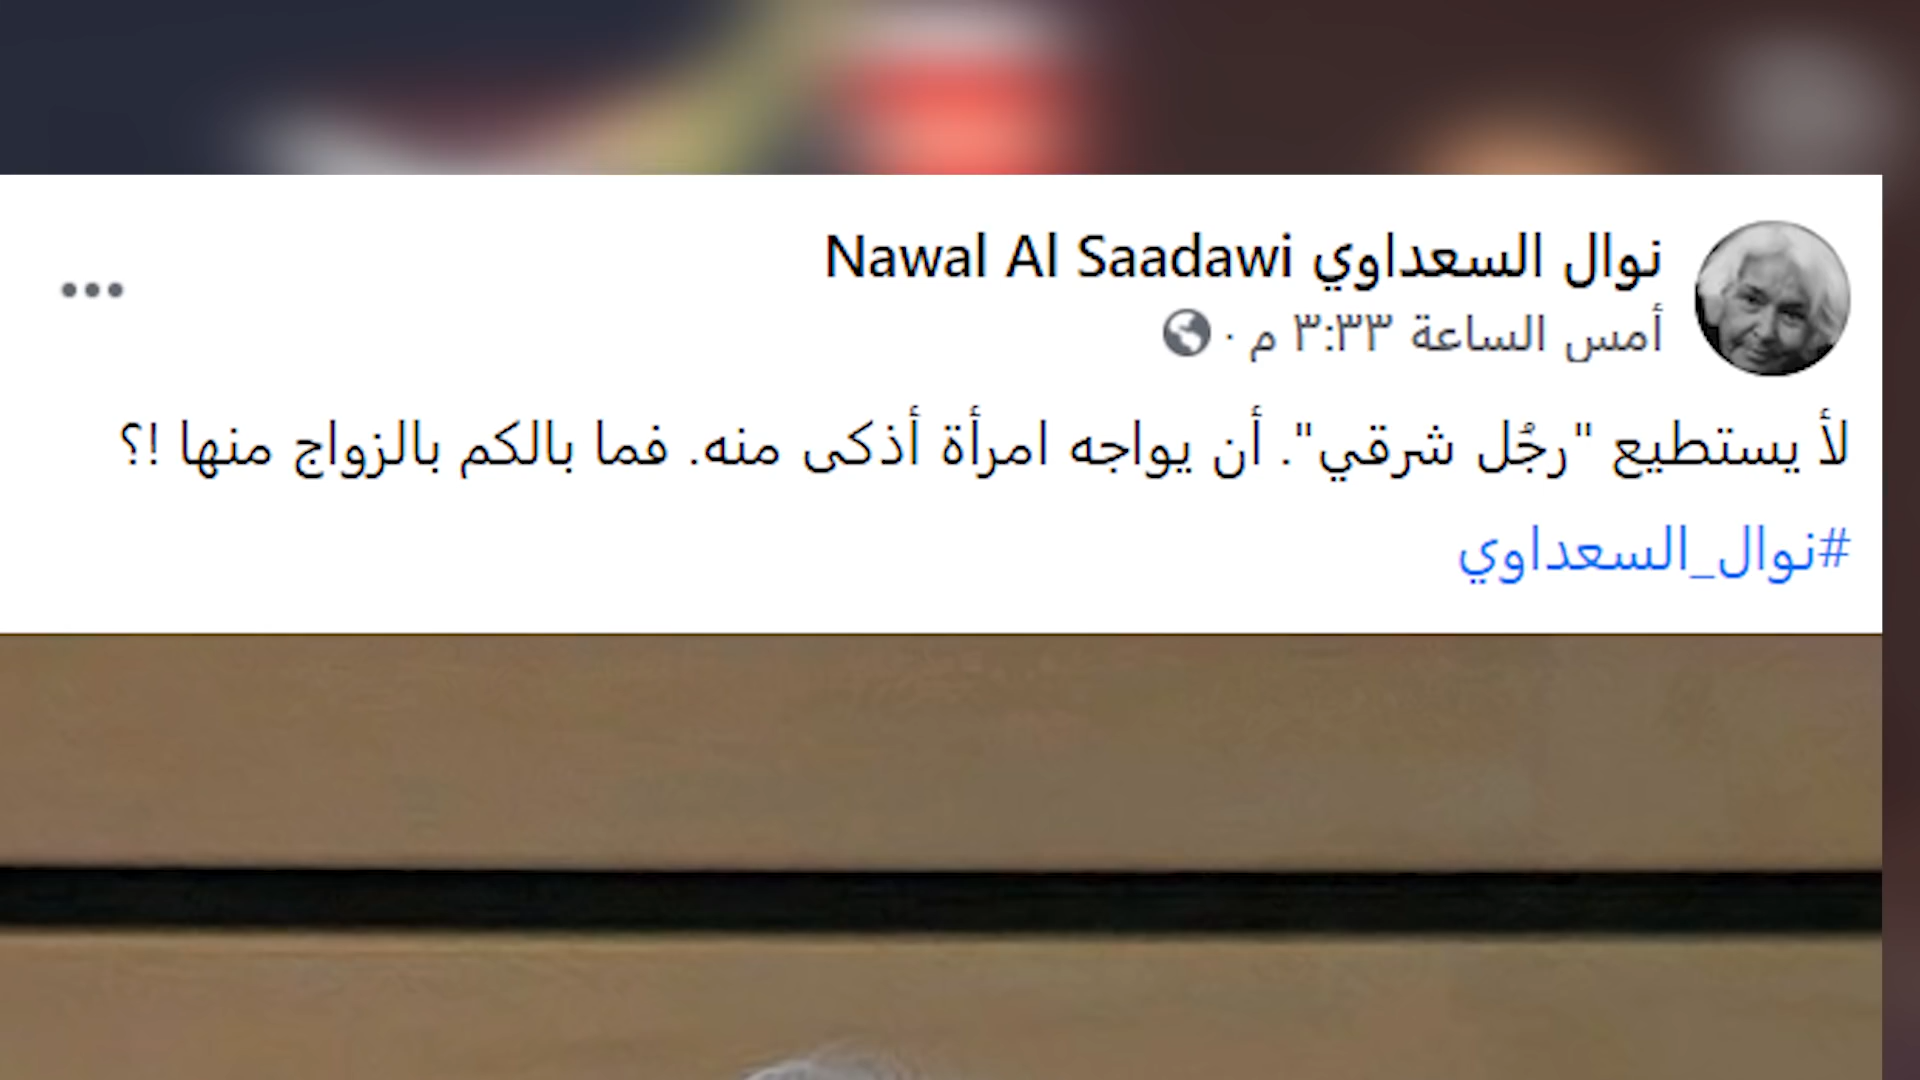 نوال السعداوي Nawal Al Saadawi
أمس الساعة ٣:٣٣ م ·
لأ يستطيع "رجُل شرقي". أن يواجه امرأة أذكى منه. فما بالكم بالزواج منها !؟
#نوال_السعداوي